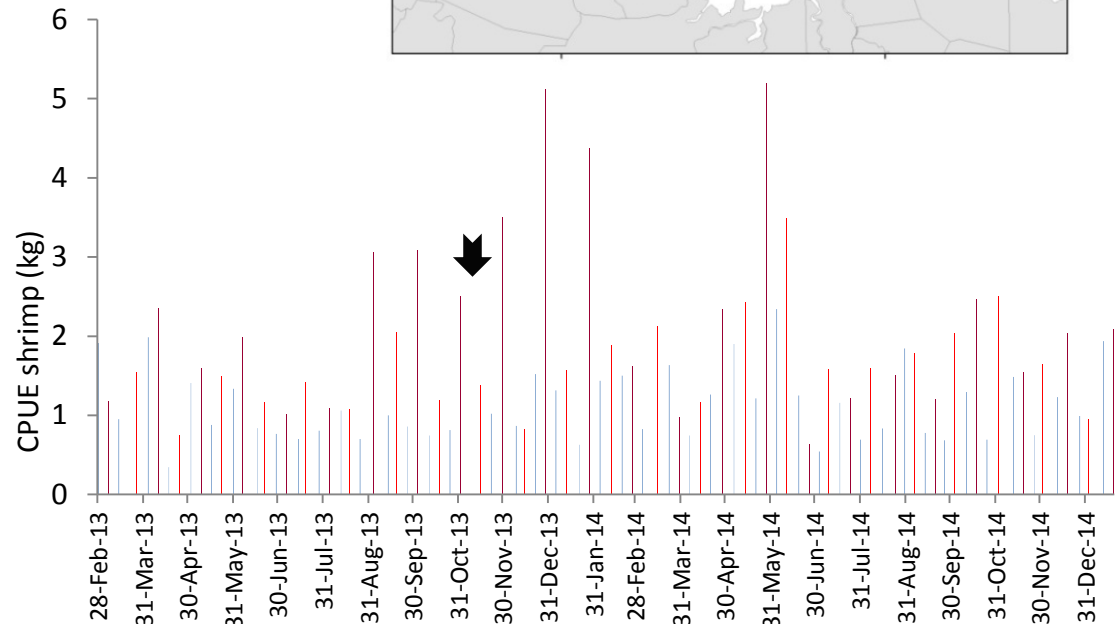 6
5
4
3
2
1
0
CPUE shrimp (kg)
28-Feb-13
31-Mar-13
30-Apr-13
31-May-13
30-Jun-13
31-Jul-13
31-Aug-13
30-Sep-13
31-Oct-13
30-Nov-13
31-Dec-13
31-Jan-14
28-Feb-14
31-Mar-14
30-Apr-14
31-May-14
30-Jun-14
31-Jul-14
31-Aug-14
30-Sep-14
31-Oct-14
30-Nov-14
31-Dec-14